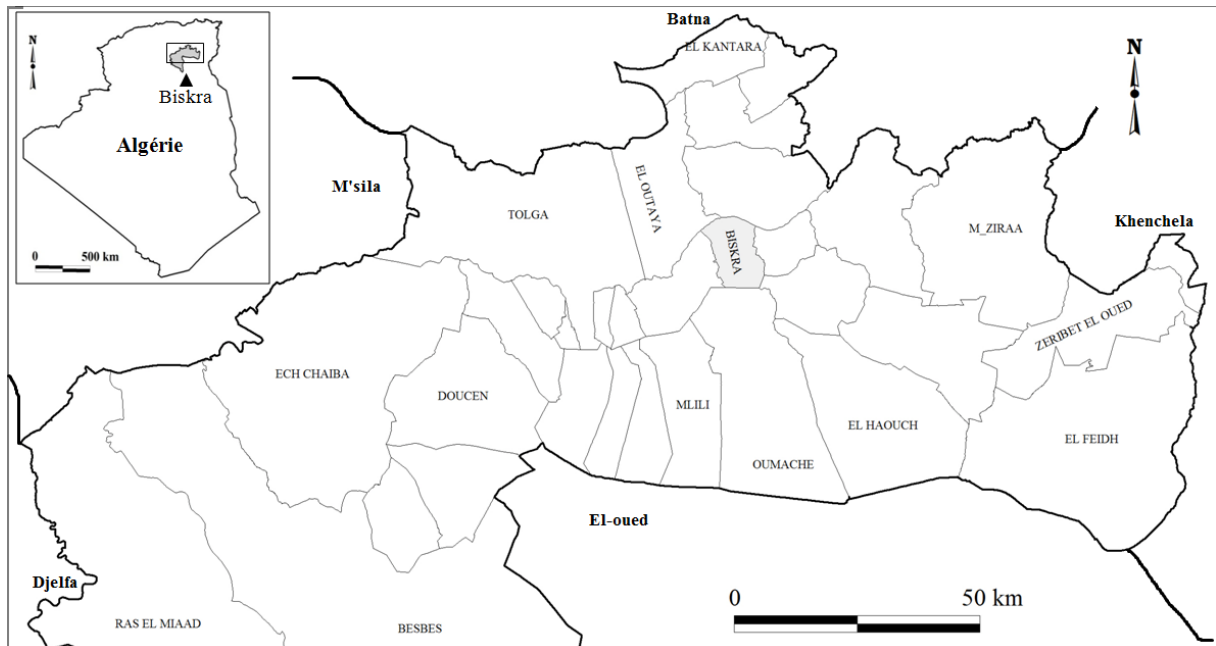 N
Biskra
Algérie
0 500 km
Batna
EL KANTARA
N
M'sila
TOLGA
EL OUTAYA
BISKRA
M_ZIRAA
Khenchela
ZERIBET EL OUED
ECH CHAIBA
DOUCEN
MLILI
EL HAOUCH
EL FEIDH
OUMACHE
El-oued
Djelfa
RAS EL MIAAD
BESBES
0 50 km